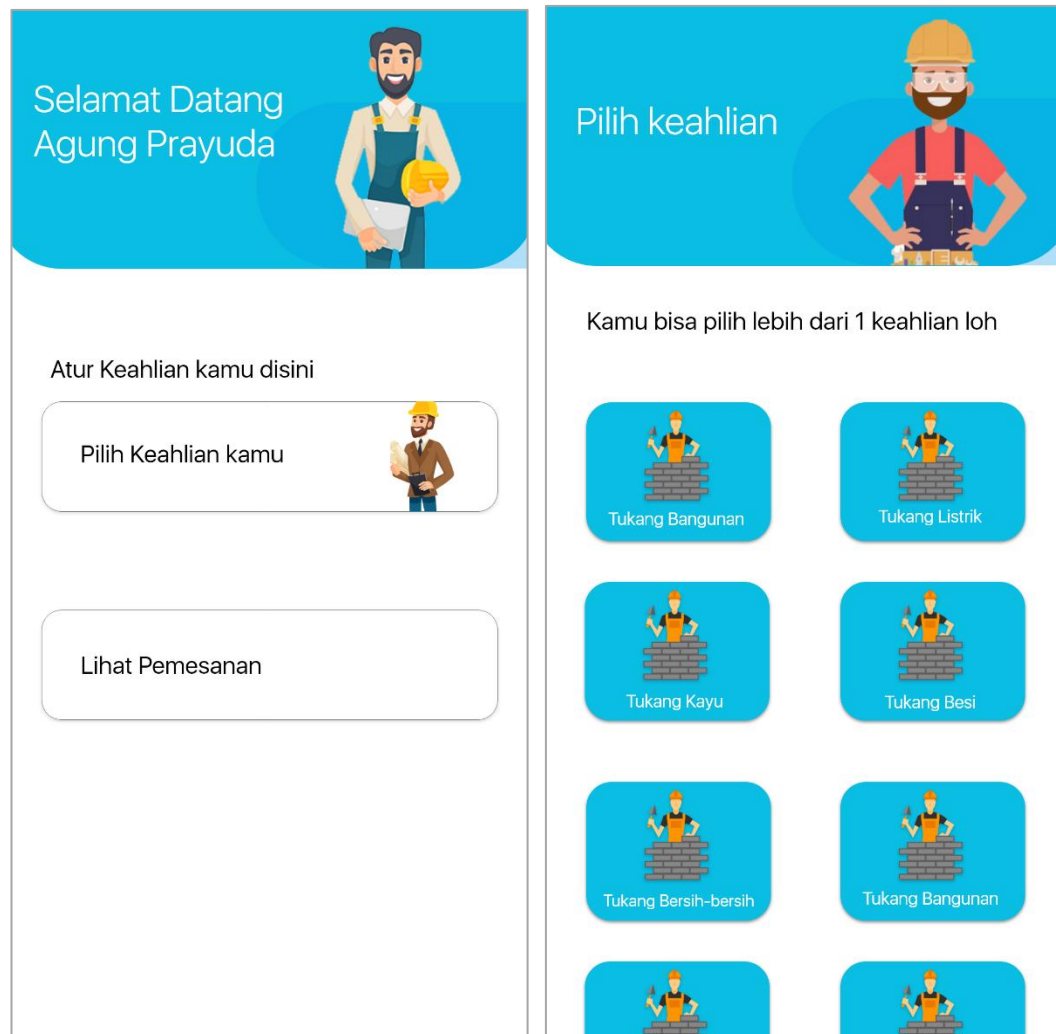 Selamat Datang
Agung Prayuda
Atur Keahlian kamu disini
Pilih Keahlian kamu
Lihat Pemesanan
Pilih keahlian
Kamu bisa pilih lebih dari 1 keahlian loh
Tukang Bangunan
Tukang Listrik
Tukang Kayu
Tukang Besi
Tukang Bersih-bersih
Tukang Bangunan